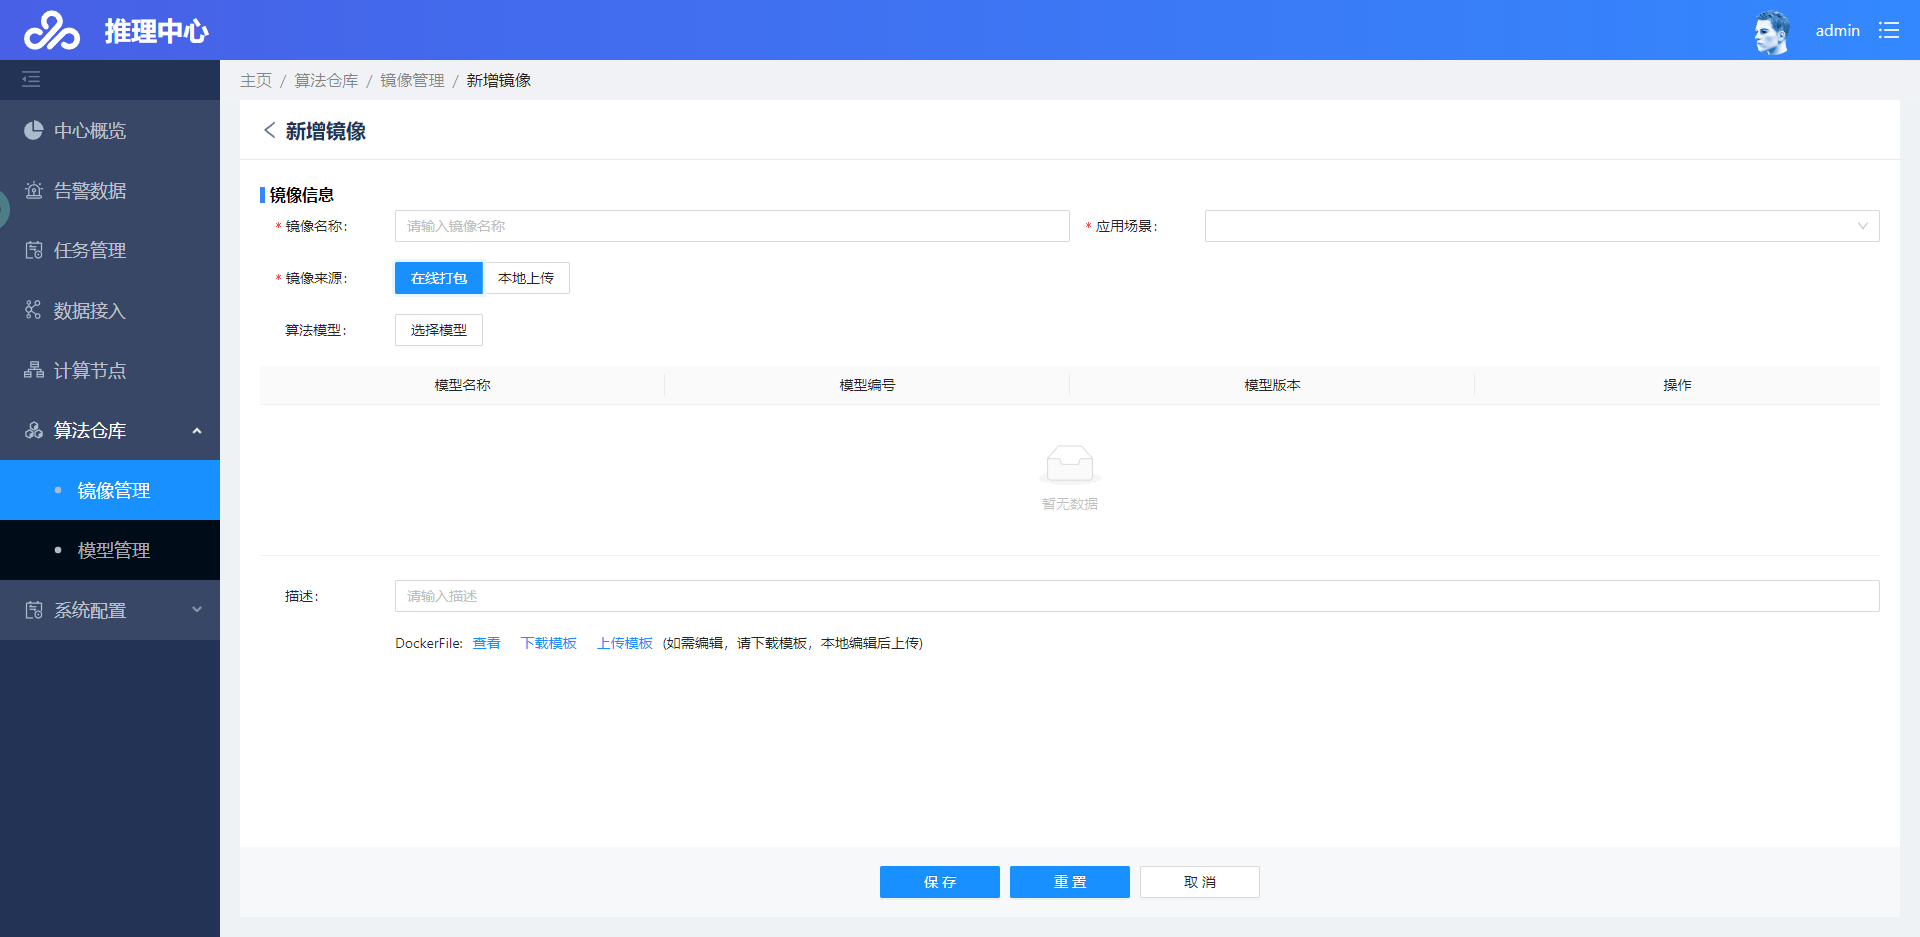 推理中心
admin
主页 / 算法仓库 / 镜像管理 / 新增镜像
中心概览
告警数据
任务管理
数据接入
计算节点
算法仓库
镜像管理
模型管理
系统配置
新增镜像
镜像信息
* 镜像名称: 请输入镜像名称 * 应用场景:
* 镜像来源: 在线打包 本地上传
算法模型: 选择模型
模型名称 模型编号 模型版本 操作
暂无数据
描述: 请输入描述
DockerFile: 查看 下载模板 上传模板 (如需编辑，请下载模板，本地编辑后上传)
保 存 重 置 取 消